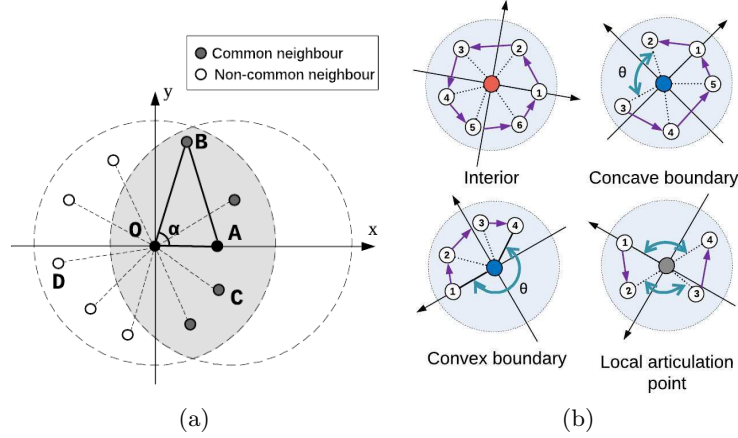 Common neighbour
Non-common neighbour
y
B
O
α
A
x
D
C
(a)
3
2
4
1
5
6
Interior
2
1
θ
5
3
4
Concave boundary
3
4
2
1
θ
Convex boundary
1
4
2
3
Local articulation
point
(b)